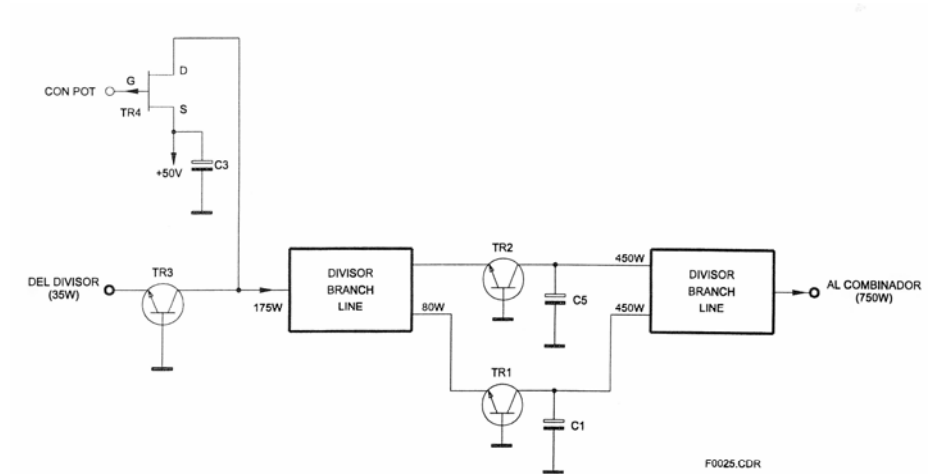 D
G
CON POT
TR4
S
+50V
C3
DEL DIVISOR
(35W)
TR3
175W
DIVISOR
BRANCH
LINE
80W
TR2
450W
C5
450W
DIVISOR
BRANCH
LINE
AL COMBINADOR
(750W)
TR1
C1
F0025.CDR